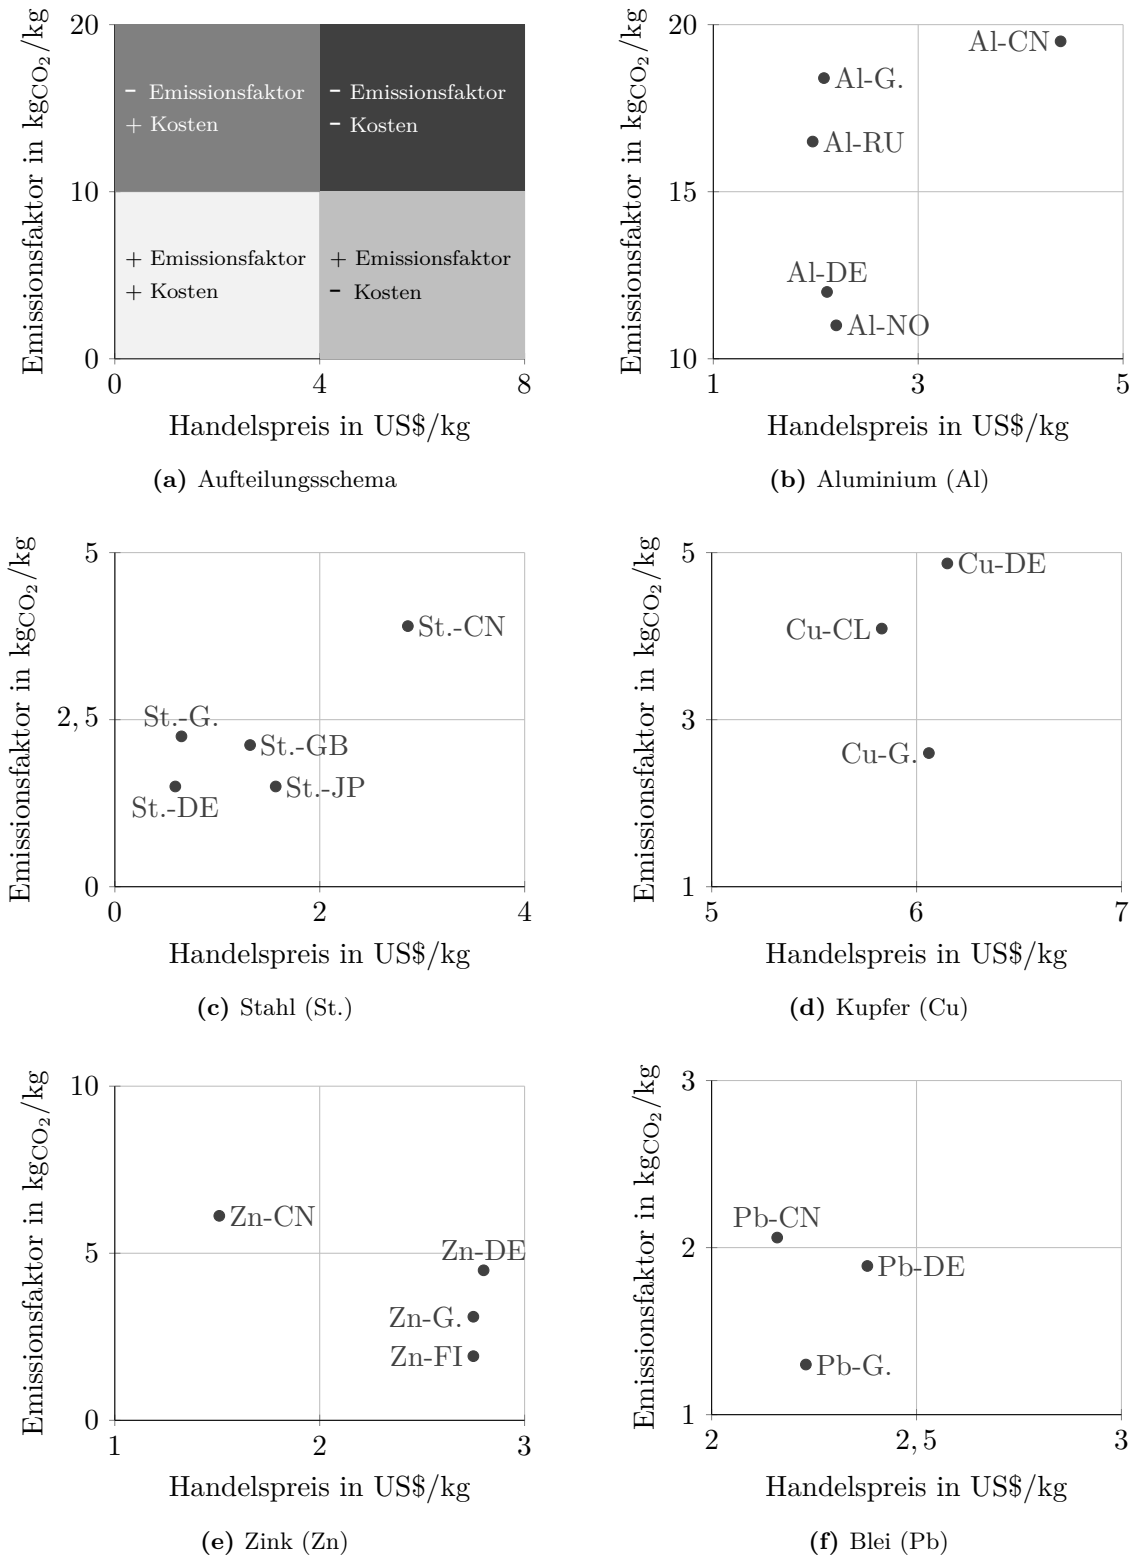 Emissionsfaktor in kgCO2/kg
20
10
0
− Emissionsfaktor
+ Kosten
− Emissionsfaktor
− Kosten
+ Emissionsfaktor
+ Kosten
+ Emissionsfaktor
− Kosten
0 4 8
Handelspreis in US$/kg
(a) Aufteilungsschema
Emissionsfaktor in kgCO2/kg
20
15
10
Al-CN
Al-G.
Al-RU
Al-DE
Al-NO
1 3 5
Handelspreis in US$/kg
(b) Aluminium (Al)
Emissionsfaktor in kgCO2/kg
5
2,5
0
St.-CN
St.-G.
St.-GB
St.-JP
St.-DE
0 2 4
Handelspreis in US$/kg
(c) Stahl (St.)
Emissionsfaktor in kgCO2/kg
5
3
1
Cu-DE
Cu-CL
Cu-G.
5 6 7
Handelspreis in US$/kg
(d) Kupfer (Cu)
Emissionsfaktor in kgCO2/kg
10
5
0
Zn-CN
Zn-DE
Zn-G.
Zn-FI
1 2 3
Handelspreis in US$/kg
(e) Zink (Zn)
Emissionsfaktor in kgCO2/kg
3
2
1
Pb-CN
Pb-DE
Pb-G.
2 2,5 3
Handelspreis in US$/kg
(f) Blei (Pb)